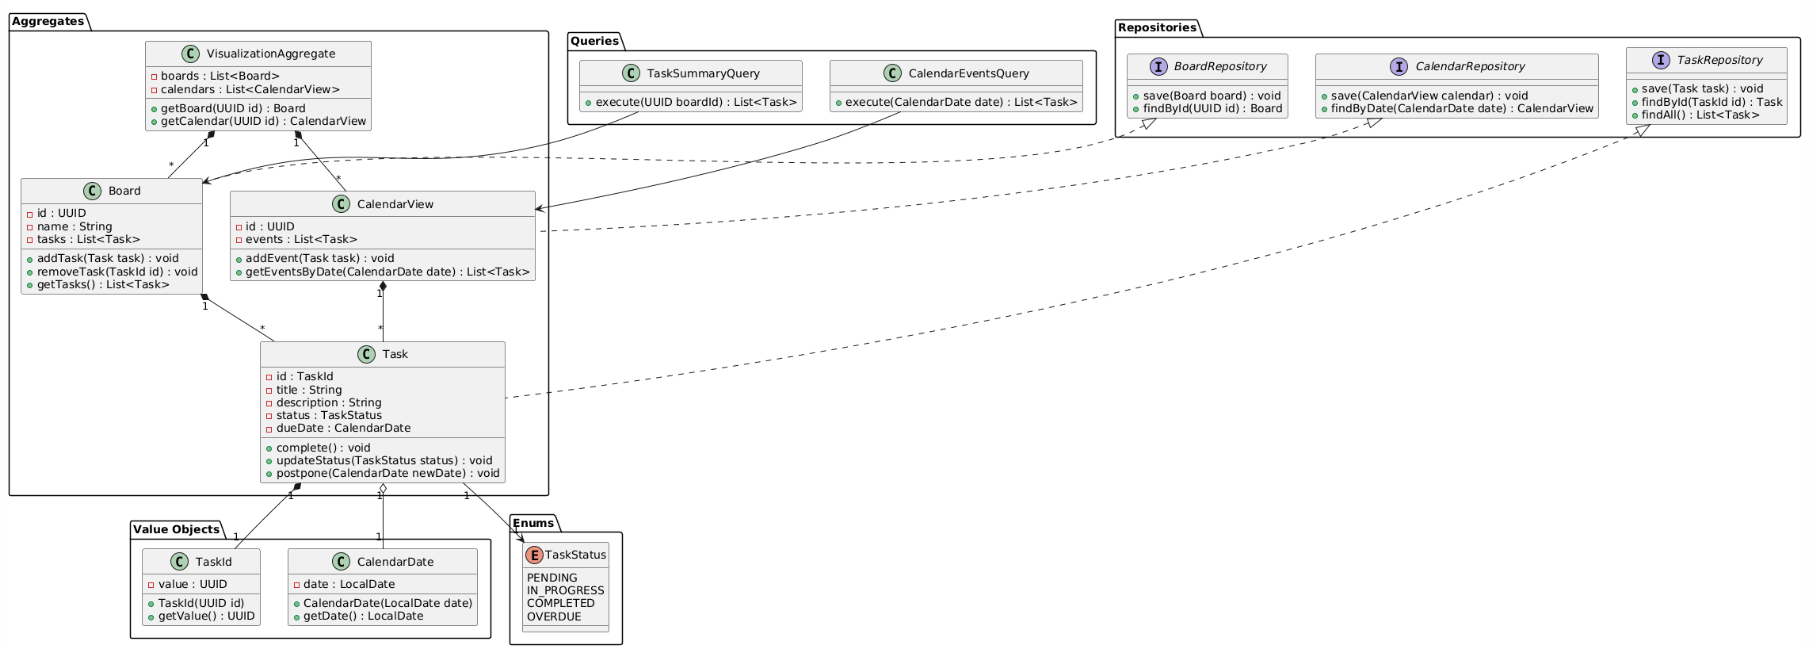 Aggregates
C VisualizationAggregate
boards : List<Board>
calendars : List<CalendarView>
getBoard(UUID id) : Board
getCalendar(UUID id) : CalendarView
1
1
*
*
Queries
C TaskSummaryQuery
execute(UUID boardId) : List<Task>
C CalendarEventsQuery
execute(CalendarDate date) : List<Task>
Repositories
I BoardRepository
save(Board board) : void
findById(UUID id) : Board
I CalendarRepository
save(CalendarView calendar) : void
findByDate(CalendarDate date) : CalendarView
I TaskRepository
save(Task task) : void
findById(TaskId id) : Task
findAll() : List<Task>
C Board
id : UUID
name : String
tasks : List<Task>
addTask(Task task) : void
removeTask(TaskId id) : void
getTasks() : List<Task>
1
*
C CalendarView
id : UUID
events : List<Task>
addEvent(Task task) : void
getEventsByDate(CalendarDate date) : List<Task>
1
*
C Task
id : TaskId
title : String
description : String
status : TaskStatus
dueDate : CalendarDate
complete() : void
updateStatus(TaskStatus status) : void
postpone(CalendarDate newDate) : void
1
1
1
1
1
1
Value Objects
C TaskId
value : UUID
TaskId(UUID id)
getValue() : UUID
C CalendarDate
date : LocalDate
CalendarDate(LocalDate date)
getDate() : LocalDate
Enums
E TaskStatus
PENDING
IN_PROGRESS
COMPLETED
OVERDUE